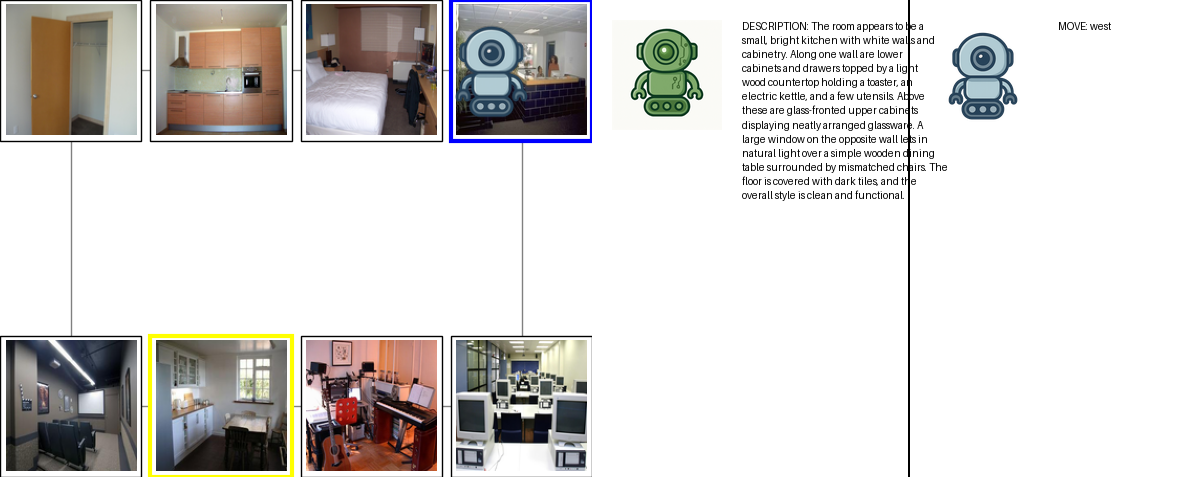 DESCRIPTION: The room appears to be a
small, bright kitchen with white walls and
cabinetry. Along one wall are lower
cabinets and drawers topped by a light
wood countertop holding a toaster, an
electric kettle, and a few utensils. Above
these are glass-fronted upper cabinets
displaying neatly arranged glassware. A
large window on the opposite wall lets in
natural light over a simple wooden dining
table surrounded by mismatched chairs. The
floor is covered with dark tiles, and the
overall style is clean and functional.
MOVE: west